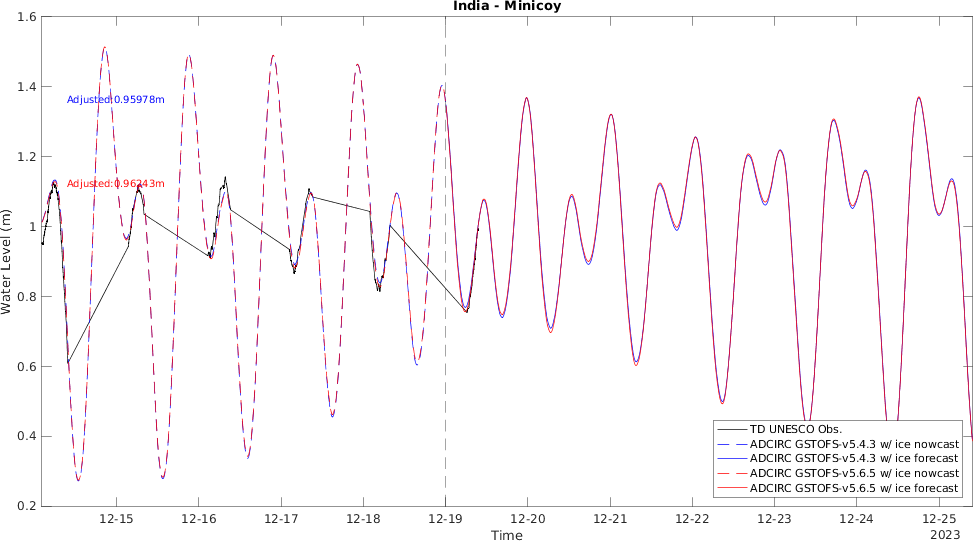 India - Minicoy
Water Level (m)
1.6
1.4
1.2
1
0.8
0.6
0.4
0.2
Adjusted:0.95978m
Adjusted:0.96243m
TD UNESCO Obs.
ADCIRC GSTOFS-v5.4.3 w/ ice nowcast
ADCIRC GSTOFS-v5.4.3 w/ ice forecast
ADCIRC GSTOFS-v5.6.5 w/ ice nowcast
ADCIRC GSTOFS-v5.6.5 w/ ice forecast
12-15 12-16 12-17 12-18 12-19 12-20 12-21 12-22 12-23 12-24 12-25
2023
Time